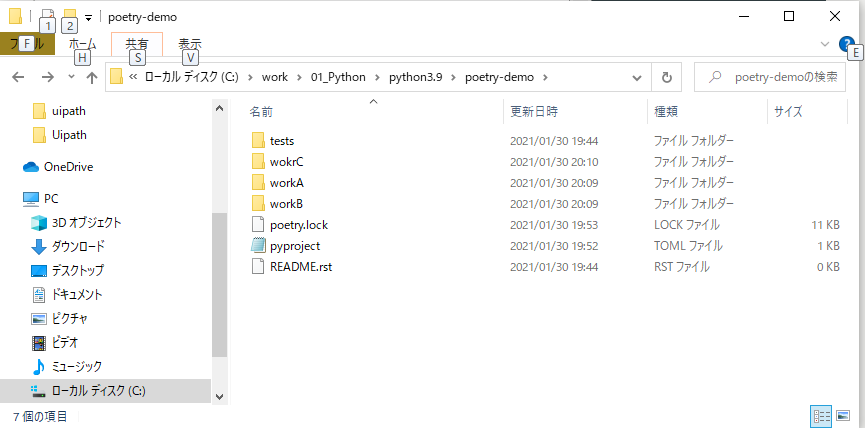 1 2 poetry-demo
ファイル ホーム 共有 表示
F H S V E
« ローカル ディスク (C:) > work > 01_Python > python3.9 > poetry-demo > poetry-demoの検索
uipath
Uipath
OneDrive
PC
3D オブジェクト
ダウンロード
デスクトップ
ドキュメント
ピクチャ
ビデオ
ミュージック
ローカル ディスク (C:)
名前 更新日時 種類 サイズ
tests 2021/01/30 19:44 ファイル フォルダー
wokrC 2021/01/30 20:10 ファイル フォルダー
workA 2021/01/30 20:09 ファイル フォルダー
workB 2021/01/30 20:09 ファイル フォルダー
poetry.lock 2021/01/30 19:53 LOCK ファイル 11 KB
pyproject 2021/01/30 19:52 TOML ファイル 1 KB
README.rst 2021/01/30 19:44 RST ファイル 0 KB
7 個の項目